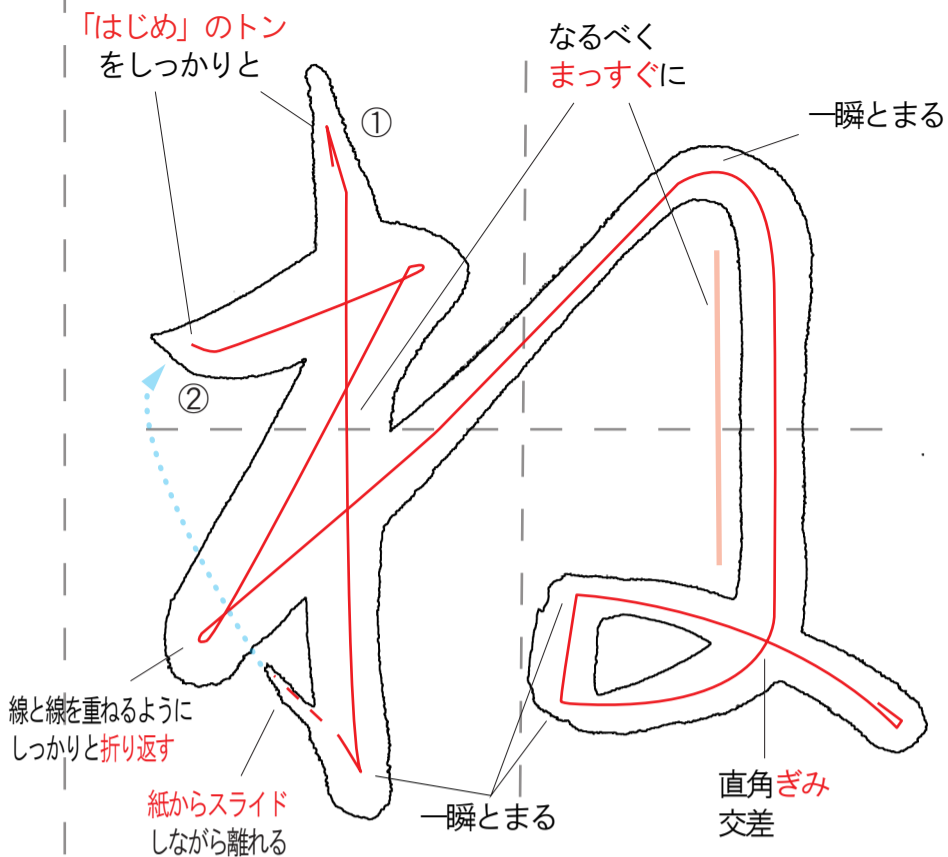 「はじめ」のトン
をしっかりと
なるべく
まっすぐに
一瞬とまる
①
②
ね
線と線を重ねるように
しっかりと折り返す
紙からスライド
しながら離れる
一瞬とまる
直角ぎみ
交差